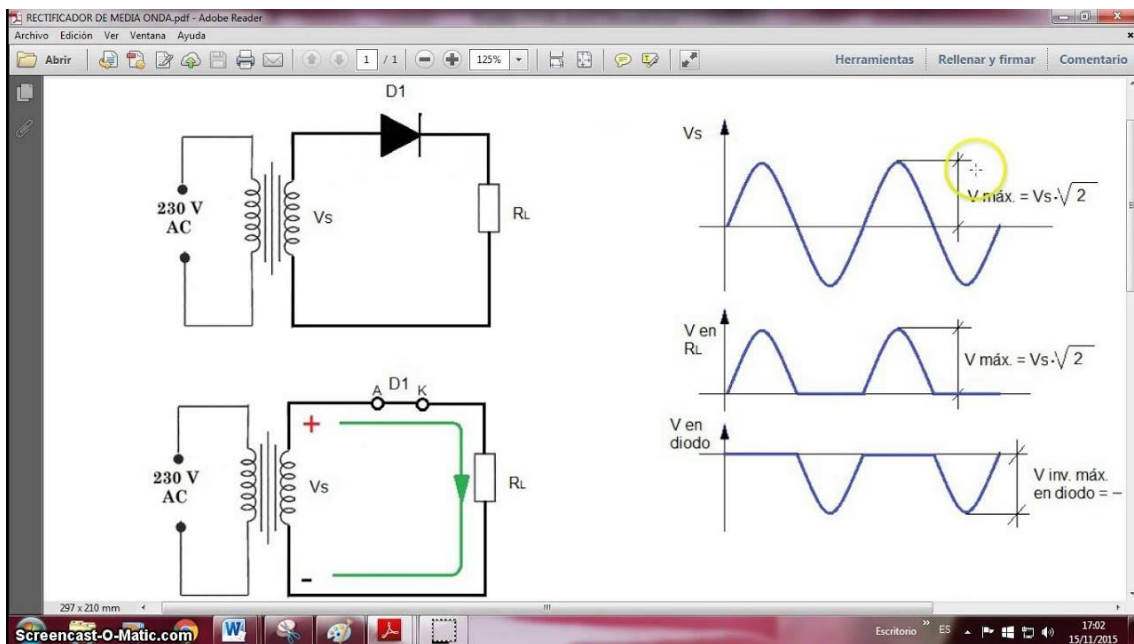 RECTIFICADOR DE MEDIA ONDA.pdf - Adobe Reader
Archivo Edición Ver Ventana Ayuda
Abrir 1 / 1 125% Herramientas Rellenar y firmar Comentario
D1
230 V
AC
Vs
RL
Vs
V máx. = Vs·√2
V en
RL
V máx. = Vs·√2
V en
diodo
V inv. máx.
en diodo = –
A D1 K
+
230 V
AC
Vs
RL
-
297 x 210 mm
Screencast-O-Matic.com
Escritorio » ES 17:02
15/11/2015